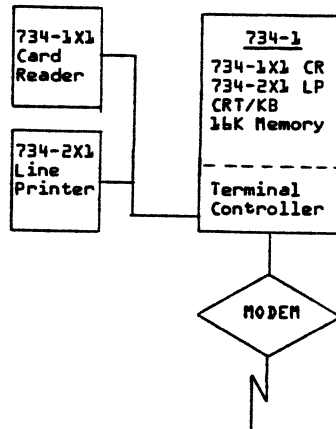 734-1X1
Card
Reader
734-2X1
Line
Printer
734-1
734-1X1 CR
734-2X1 LP
CRT/KB
16K Memory
Terminal
Controller
MODEM